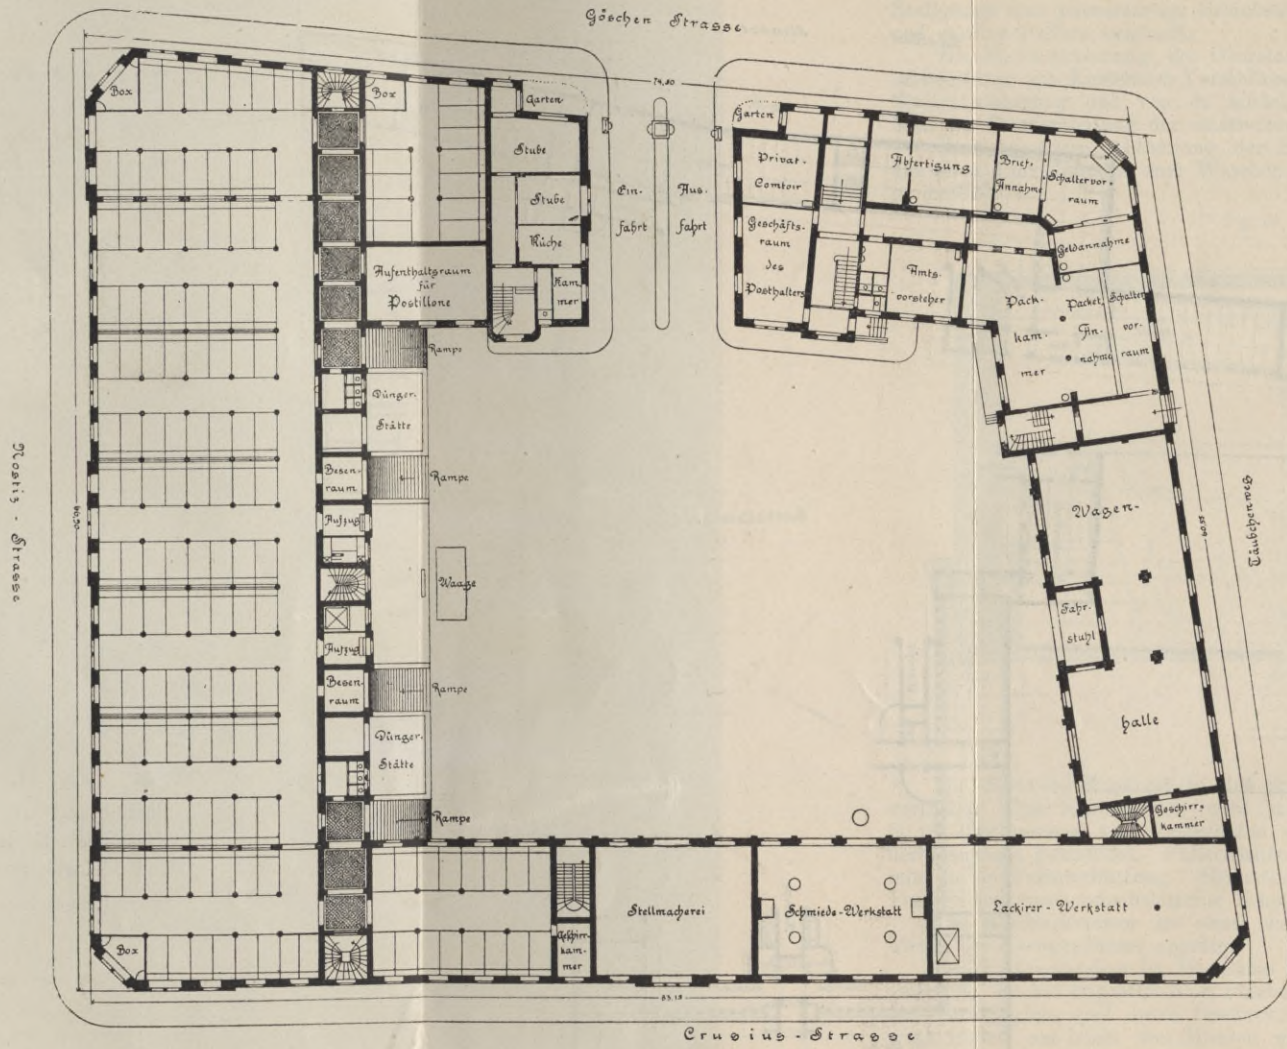 Göschen Strasse
74,80
Box
Box
Garten
Stube
Stube
Küche
Kam-
mer
Ein-
fahrt
Aus-
fahrt
Garten
Privat-
Comtoir
Geschäfts-
raum
des
Posthalters
Abfertigung
Brief-
Annahme
Schaltervor-
raum
Geldannahme
Amts-
vorsteher
Pack-
kam-
mer
Packet-
An-
nahme
Schalter-
vor-
raum
Aufenthaltsraum
für
Postillone
Rampe
Dünger-
Stätte
Besen-
raum
Rampe
Aufzug
Waage
Aufzug
Besen-
raum
Rampe
Dünger-
Stätte
Rampe
Wagen-
Fahr-
stuhl
halle
Geschirr-
kammer
Box
Geschirr-
kam-
mer
Stellmacherei
Schmiede-Werkstatt
Lackirer-Werkstatt
83,15
Nostiz - Strasse
Täubchenweg
Crusius - Strasse